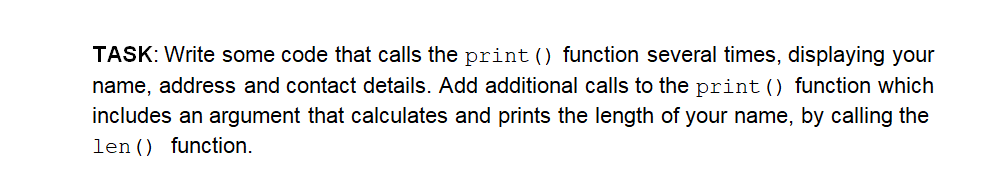 TASK: Write some code that calls the print() function several times, displaying your
name, address and contact details. Add additional calls to the print() function which
includes an argument that calculates and prints the length of your name, by calling the
len() function.